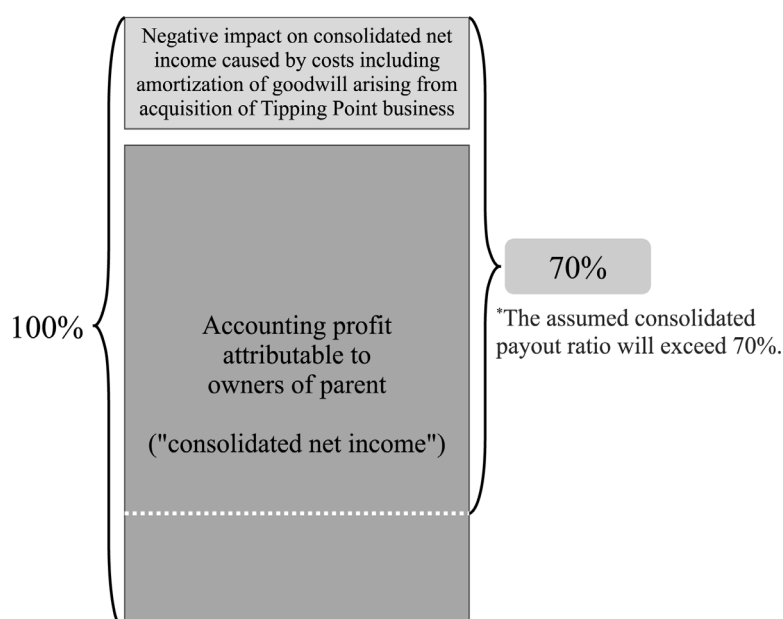 Negative impact on consolidated net
income caused by costs including
amortization of goodwill arising from
acquisition of Tipping Point business
100%
Accounting profit
attributable to
owners of parent
("consolidated net income")
70%
*The assumed consolidated
payout ratio will exceed 70%.